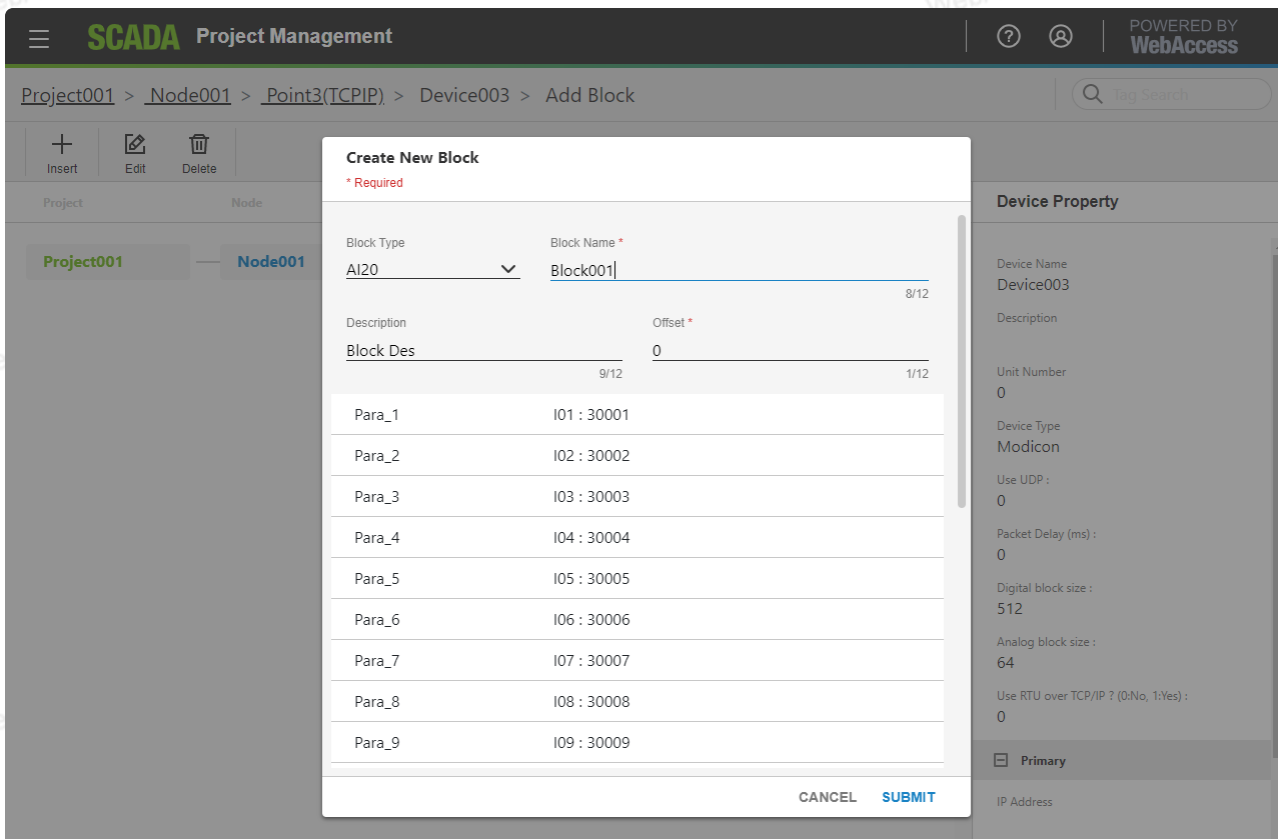 SCADA Project Management
POWERED BY
WebAccess
Project001 > Node001 > Point3(TCPIP) > Device003 > Add Block
Tag Search
Insert
Edit
Delete
Project
Node
Project001
Node001
Create New Block
* Required
Block Type
Block Name *
AI20
Block001
8/12
Description
Offset *
Block Des
0
9/12
1/12
Para_1 I01 : 30001
Para_2 I02 : 30002
Para_3 I03 : 30003
Para_4 I04 : 30004
Para_5 I05 : 30005
Para_6 I06 : 30006
Para_7 I07 : 30007
Para_8 I08 : 30008
Para_9 I09 : 30009
CANCEL SUBMIT
Device Property
Device Name
Device003
Description
Unit Number
0
Device Type
Modicon
Use UDP :
0
Packet Delay (ms) :
0
Digital block size :
512
Analog block size :
64
Use RTU over TCP/IP ? (0:No, 1:Yes) :
0
Primary
IP Address